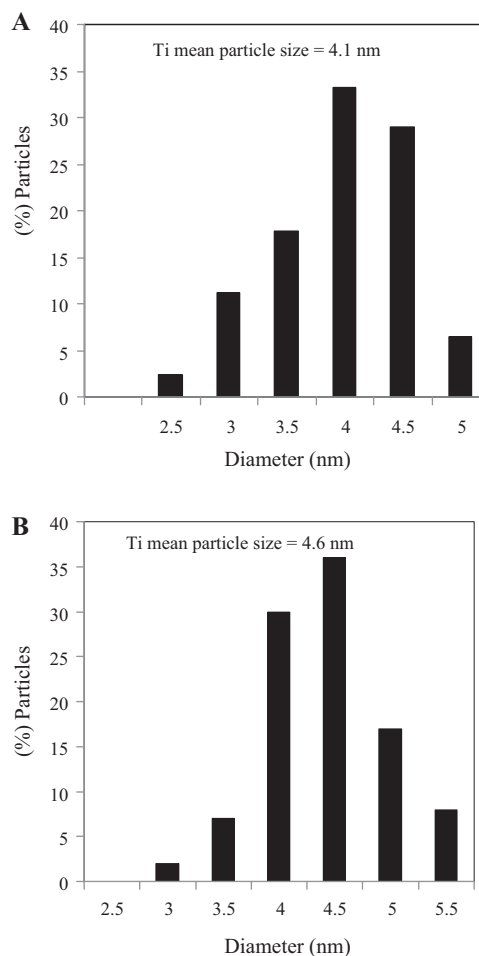 A
Ti mean particle size = 4.1 nm
40
35
30
25
20
15
10
5
0
(%) Particles
2.5 3 3.5 4 4.5 5
Diameter (nm)
B
Ti mean particle size = 4.6 nm
40
35
30
25
20
15
10
5
0
(%) Particles
2.5 3 3.5 4 4.5 5 5.5
Diameter (nm)